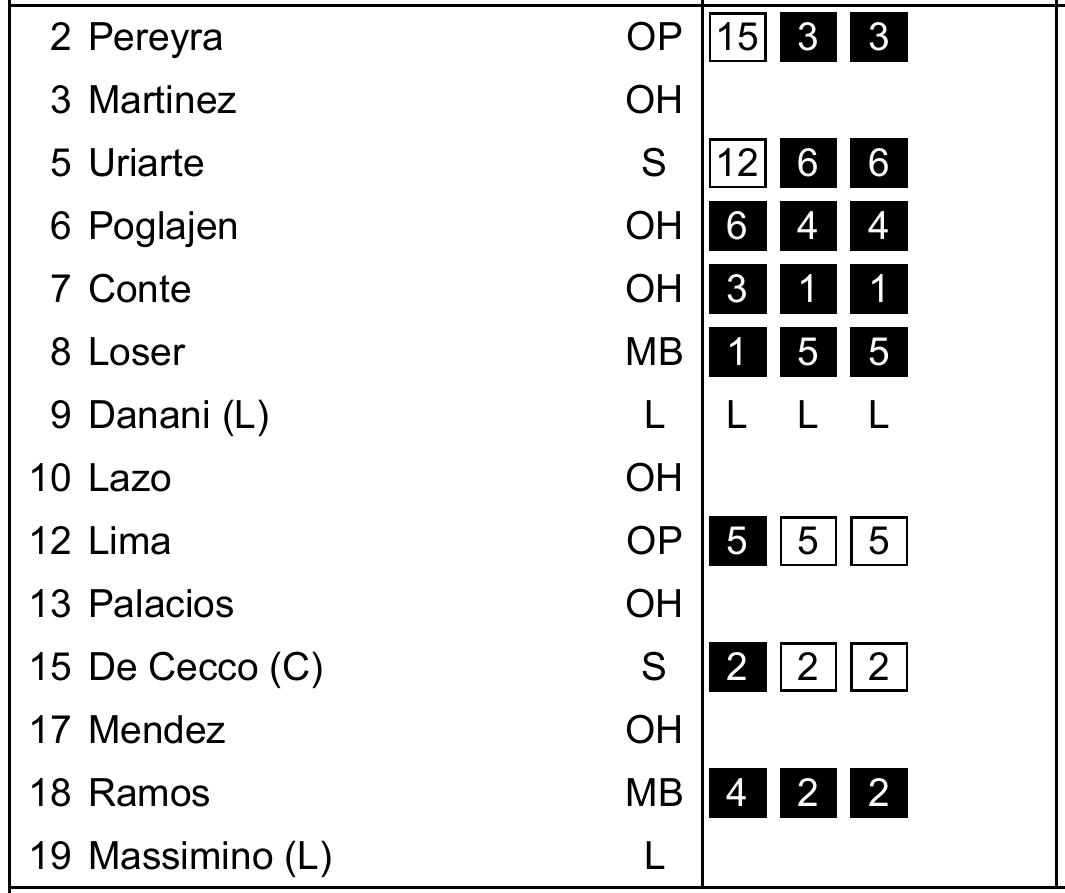 2 Pereyra OP 15 3 3
3 Martinez OH
5 Uriarte S 12 6 6
6 Poglajen OH 6 4 4
7 Conte OH 3 1 1
8 Loser MB 1 5 5
9 Danani (L) L L L L
10 Lazo OH
12 Lima OP 5 5 5
13 Palacios OH
15 De Cecco (C) S 2 2 2
17 Mendez OH
18 Ramos MB 4 2 2
19 Massimino (L) L